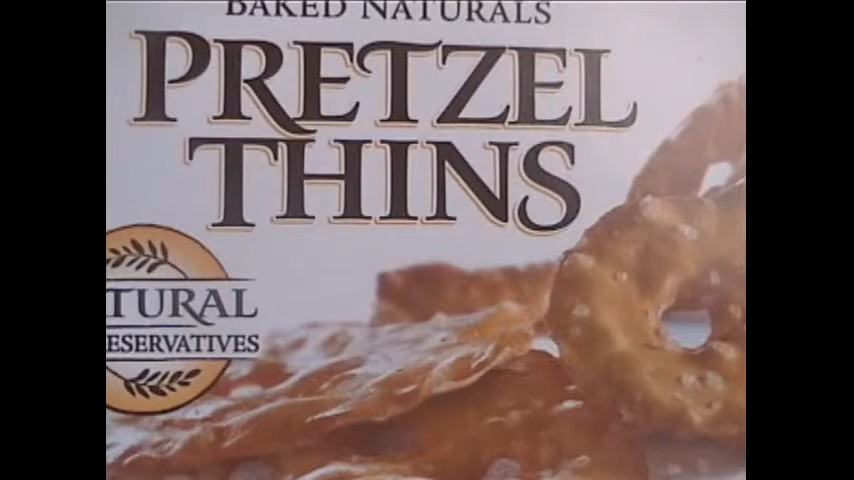 BAKED NATURALS
PRETZEL
THINS
TURAL
ESERVATIVES